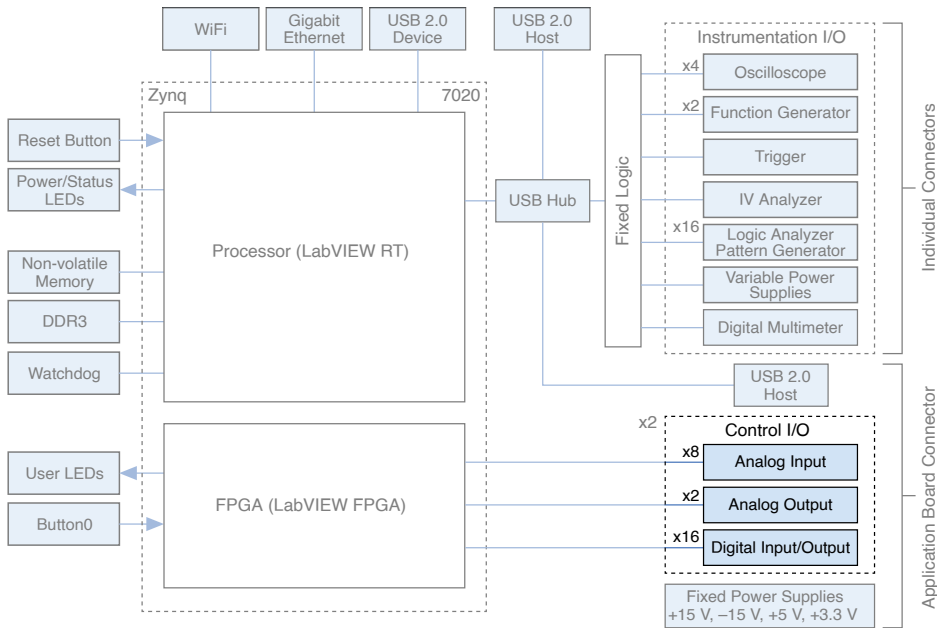 WiFi
Gigabit
Ethernet
USB 2.0
Device
USB 2.0
Host
Zynq
7020
Reset Button
Power/Status
LEDs
Non-volatile
Memory
DDR3
Watchdog
Processor (LabVIEW RT)
USB Hub
Fixed Logic
Instrumentation I/O
x4
Oscilloscope
x2
Function Generator
Trigger
IV Analyzer
x16
Logic Analyzer
Pattern Generator
Variable Power
Supplies
Digital Multimeter
Individual Connectors
User LEDs
Button0
FPGA (LabVIEW FPGA)
USB 2.0
Host
x2
Control I/O
x8
Analog Input
x2
Analog Output
x16
Digital Input/Output
Fixed Power Supplies
+15 V, –15 V, +5 V, +3.3 V
Application Board Connector